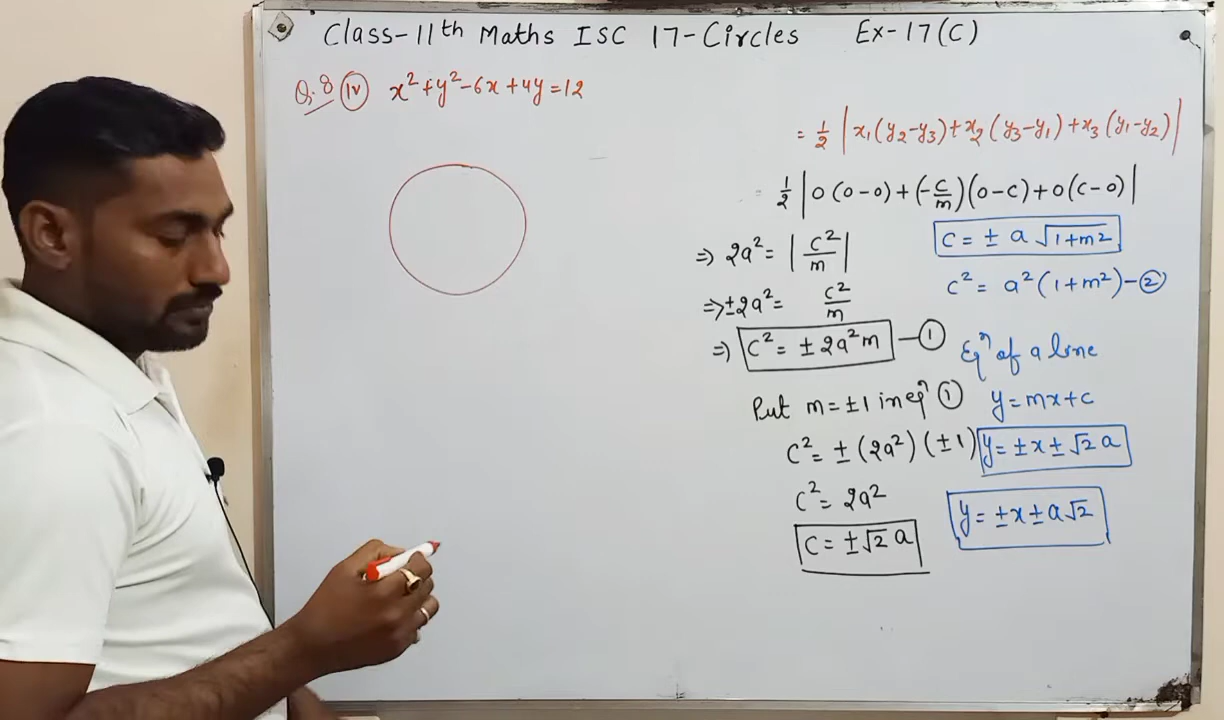 Class-11th Maths ISC 17-Circles Ex-17(C)
Q.8 (iv) x²+y²-6x+4y=12
= ½ |x₁(y₂-y₃)+x₂(y₃-y₁)+x₃(y₁-y₂)|
½ |0(0-0)+(-c/m)(0-c)+0(c-0)|
⇒ 2a² = |c²/m|
⇒ ±2a² = c²/m
⇒ c² = ±2a²m —①
Put m=±1 in eqⁿ ①
c² = ±(2a²)(±1)
c² = 2a²
c = ±√2 a
c = ± a √1+m²
c² = a²(1+m²)-②
Eqⁿ of a line
y=mx+c
y=±x±√2 a
y=±x±a√2